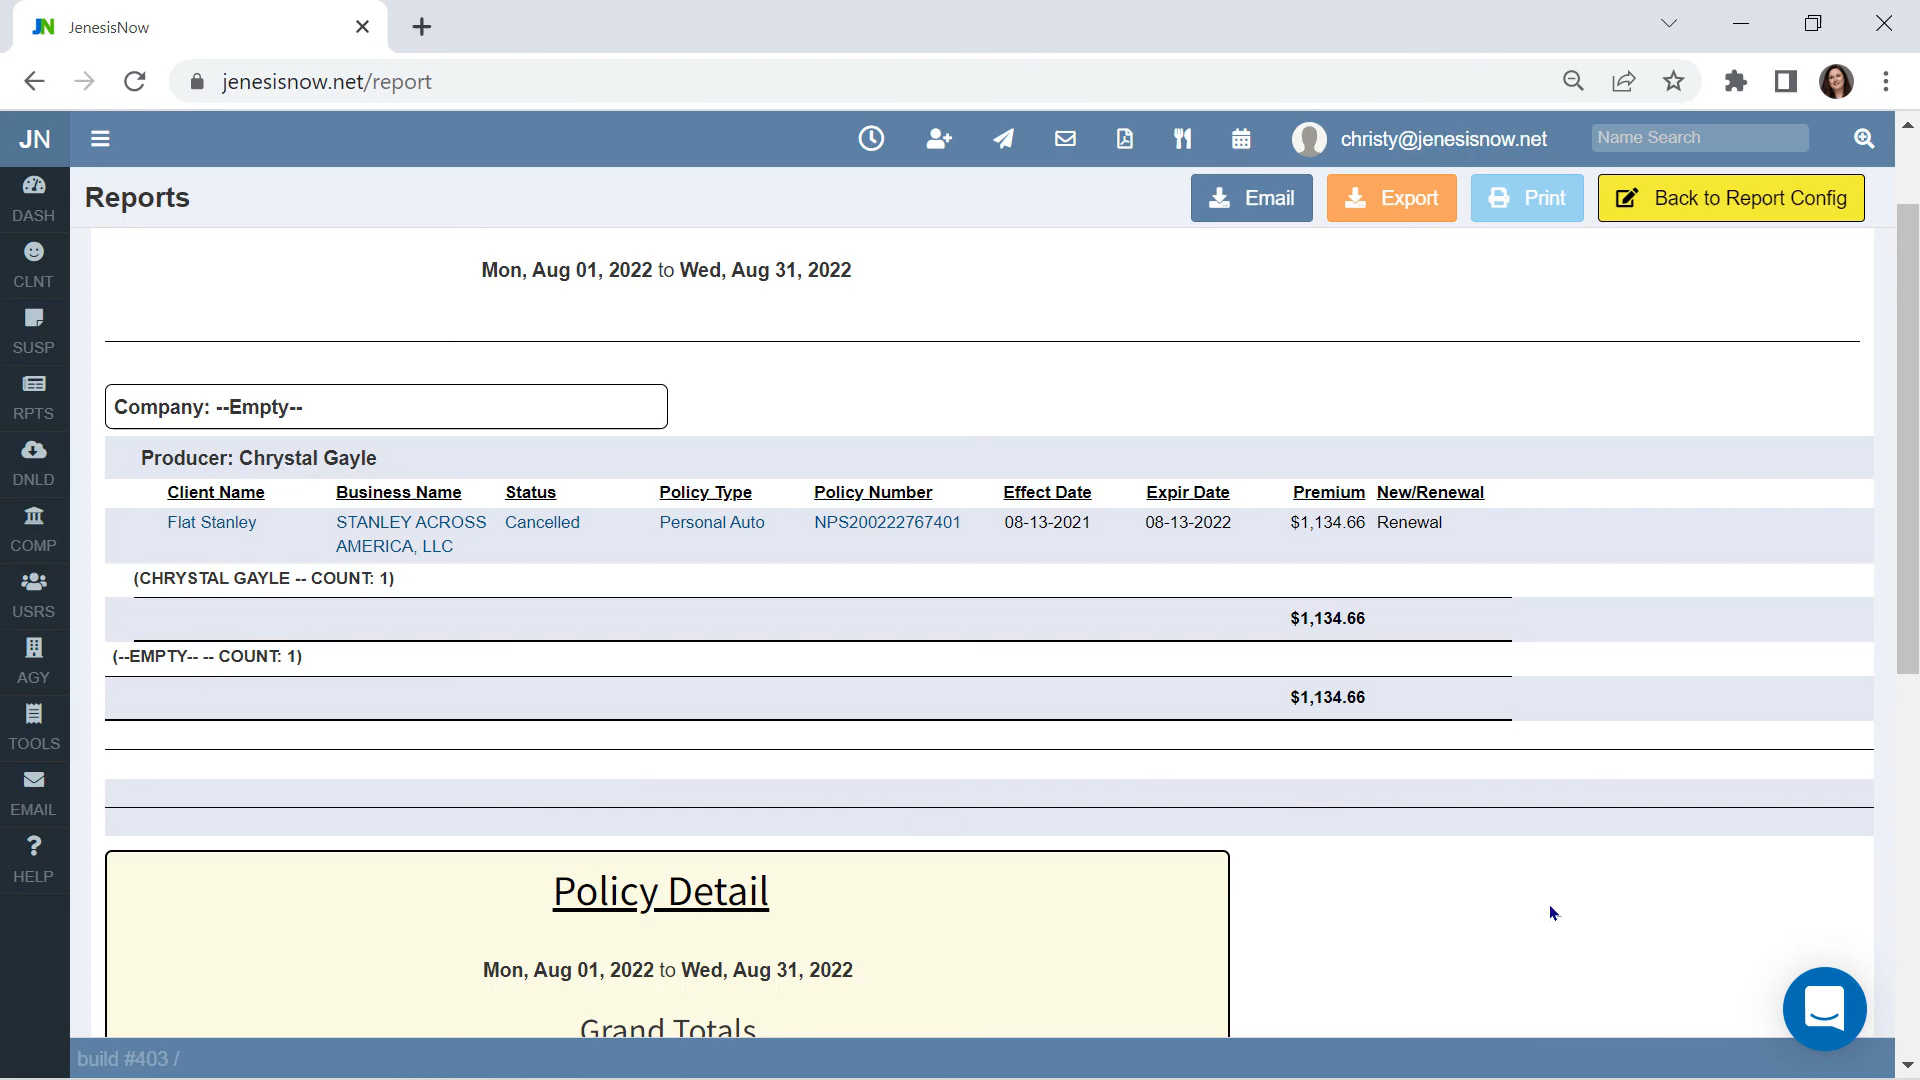 JN JenesisNow
jenesisnow.net/report
JN christy@jenesisnow.net Name Search
Reports Email Export Print Back to Report Config
DASH
CLNT
SUSP
RPTS
DNLD
COMP
USRS
AGY
TOOLS
EMAIL
? HELP
Mon, Aug 01, 2022 to Wed, Aug 31, 2022
Company: --Empty--
Producer: Chrystal Gayle
Client Name Business Name Status Policy Type Policy Number Effect Date Expir Date Premium New/Renewal
Flat Stanley STANLEY ACROSS Cancelled Personal Auto NPS200222767401 08-13-2021 08-13-2022 $1,134.66 Renewal
AMERICA, LLC
(CHRYSTAL GAYLE -- COUNT: 1)
$1,134.66
(--EMPTY-- -- COUNT: 1)
$1,134.66
Policy Detail
Mon, Aug 01, 2022 to Wed, Aug 31, 2022
Grand Totals
build #403 /